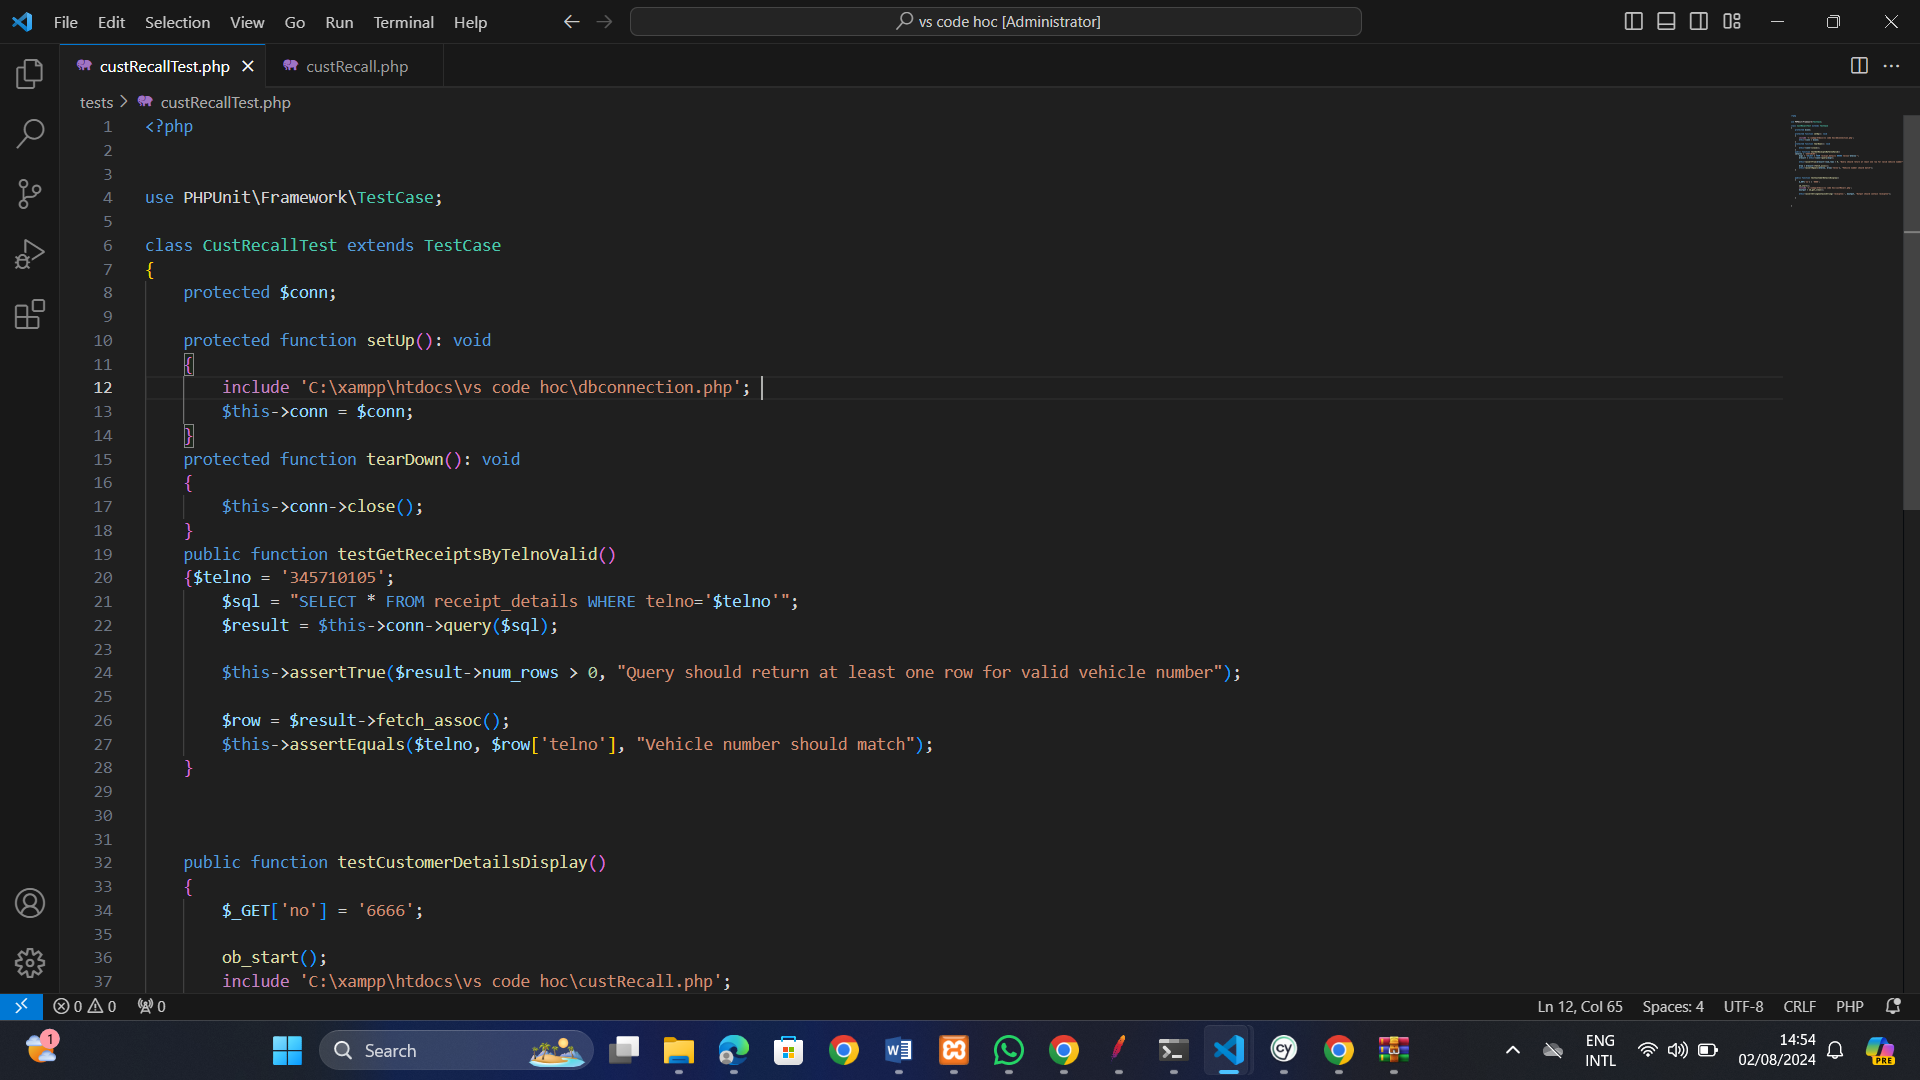 File Edit Selection View Go Run Terminal Help
vs code hoc [Administrator]
custRecallTest.php
custRecall.php
tests > custRecallTest.php
1 <?php
2
3
4 use PHPUnit\Framework\TestCase;
5
6 class CustRecallTest extends TestCase
7 {
8 protected $conn;
9
10 protected function setUp(): void
11 {
12 include 'C:\xampp\htdocs\vs code hoc\dbconnection.php';
13 $this->conn = $conn;
14 }
15 protected function tearDown(): void
16 {
17 $this->conn->close();
18 }
19 public function testGetReceiptsByTelnoValid()
20 {$telno = '345710105';
21 $sql = "SELECT * FROM receipt_details WHERE telno='$telno'";
22 $result = $this->conn->query($sql);
23
24 $this->assertTrue($result->num_rows > 0, "Query should return at least one row for valid vehicle number");
25
26 $row = $result->fetch_assoc();
27 $this->assertEquals($telno, $row['telno'], "Vehicle number should match");
28 }
29
30
31
32 public function testCustomerDetailsDisplay()
33 {
34 $_GET['no'] = '6666';
35
36 ob_start();
37 include 'C:\xampp\htdocs\vs code hoc\custRecall.php';
0 0 0
Ln 12, Col 65 Spaces: 4 UTF-8 CRLF PHP
1
Search
W
cy
ENG
INTL
14:54
02/08/2024
PRE